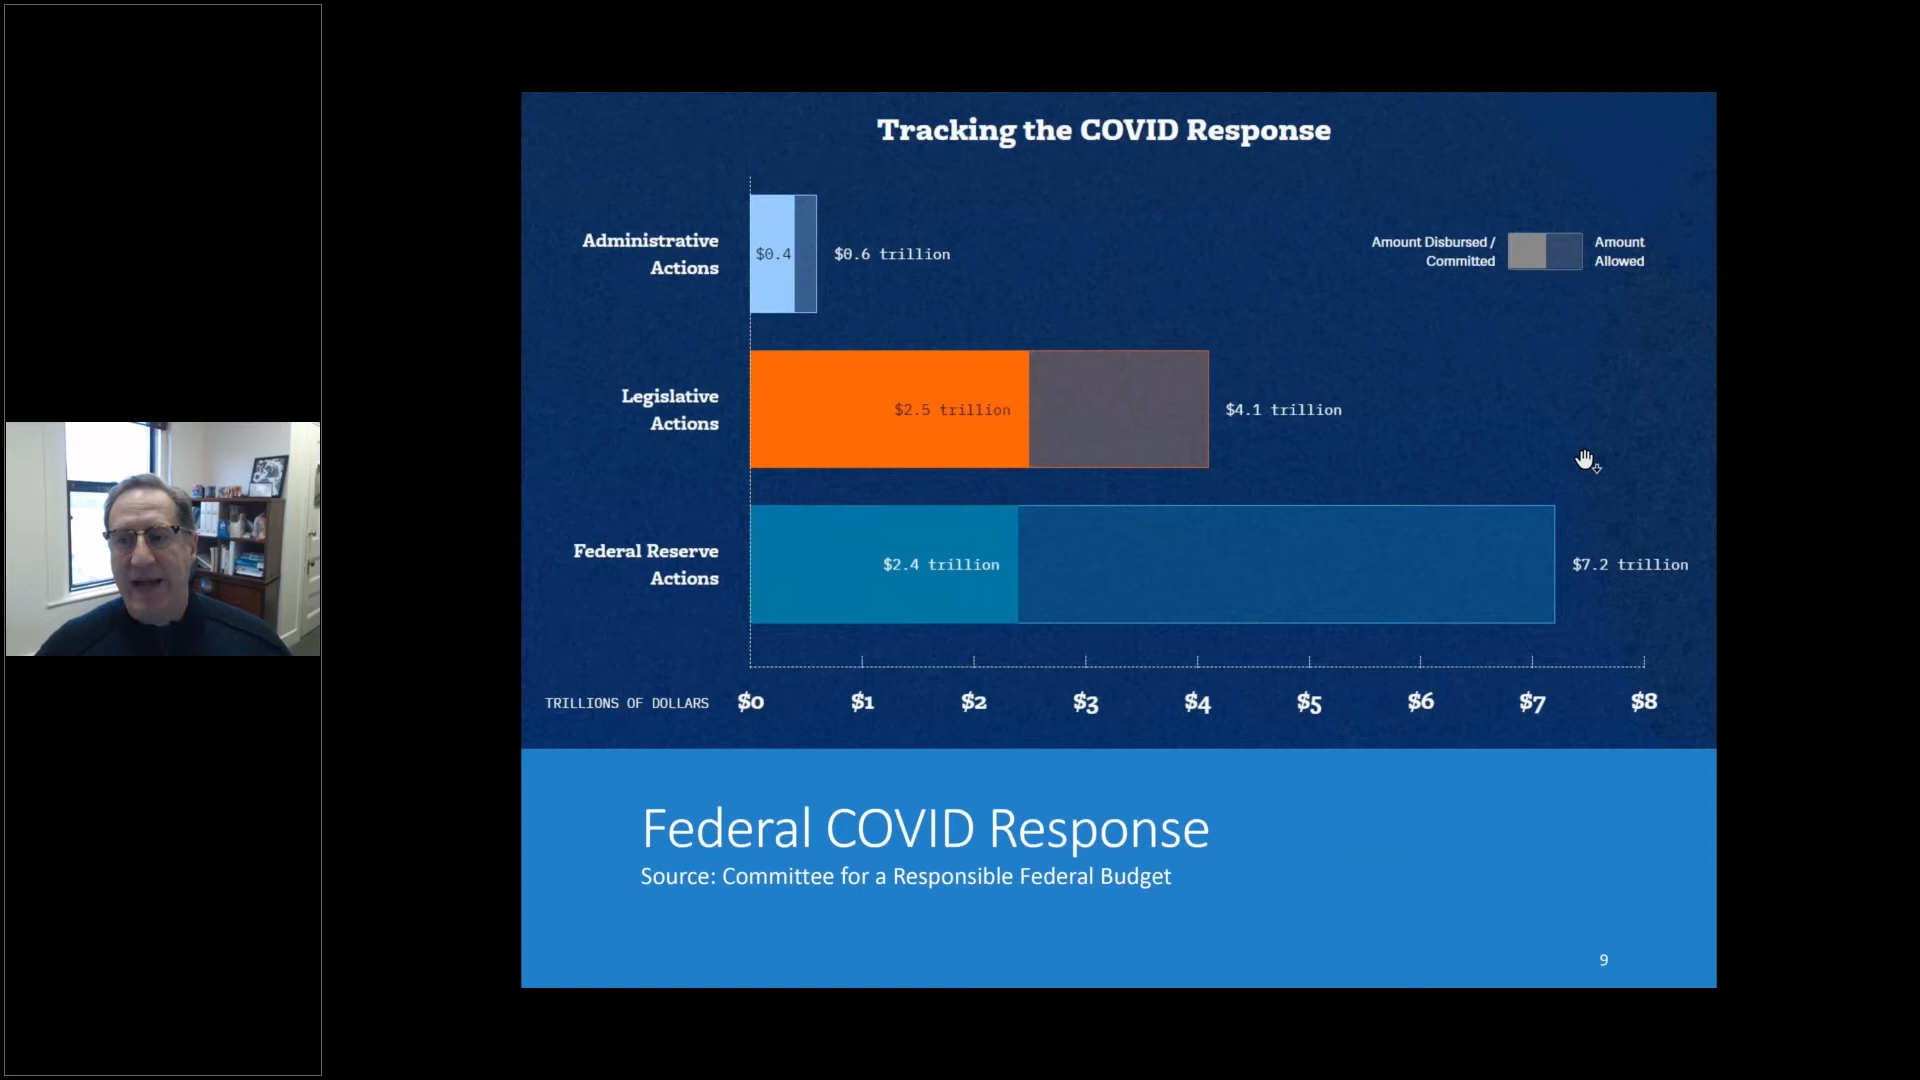 Tracking the COVID Response
Administrative
Actions
$0.4
$0.6 trillion
Amount Disbursed /
Committed
Amount
Allowed
Legislative
Actions
$2.5 trillion
$4.1 trillion
Federal Reserve
Actions
$2.4 trillion
$7.2 trillion
TRILLIONS OF DOLLARS $0 $1 $2 $3 $4 $5 $6 $7 $8
Federal COVID Response
Source: Committee for a Responsible Federal Budget
9